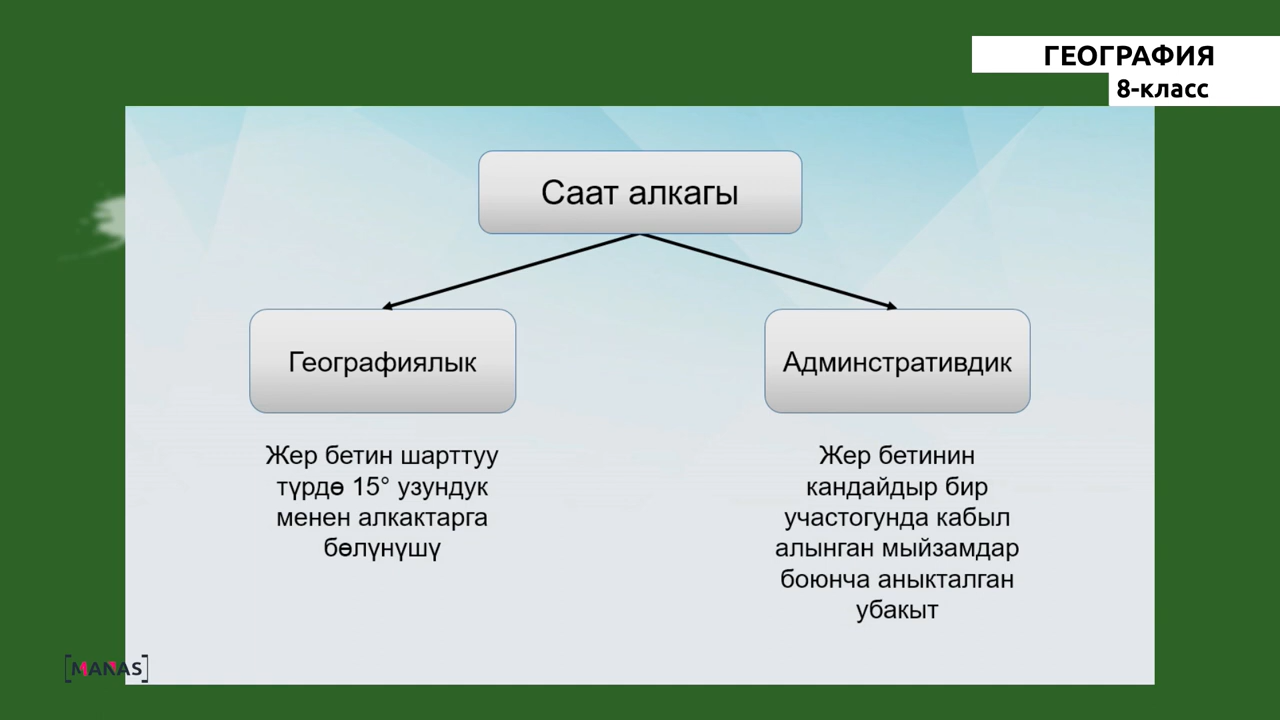 ГЕОГРАФИЯ
8-класс
Саат алкагы
Географиялык
Админстративдик
Жер бетин шарттуу
түрдө 15° узундук
менен алкактарга
бөлүнүшү
Жер бетинин
кандайдыр бир
участогунда кабыл
алынган мыйзамдар
боюнча аныкталган
убакыт
[MANAS]